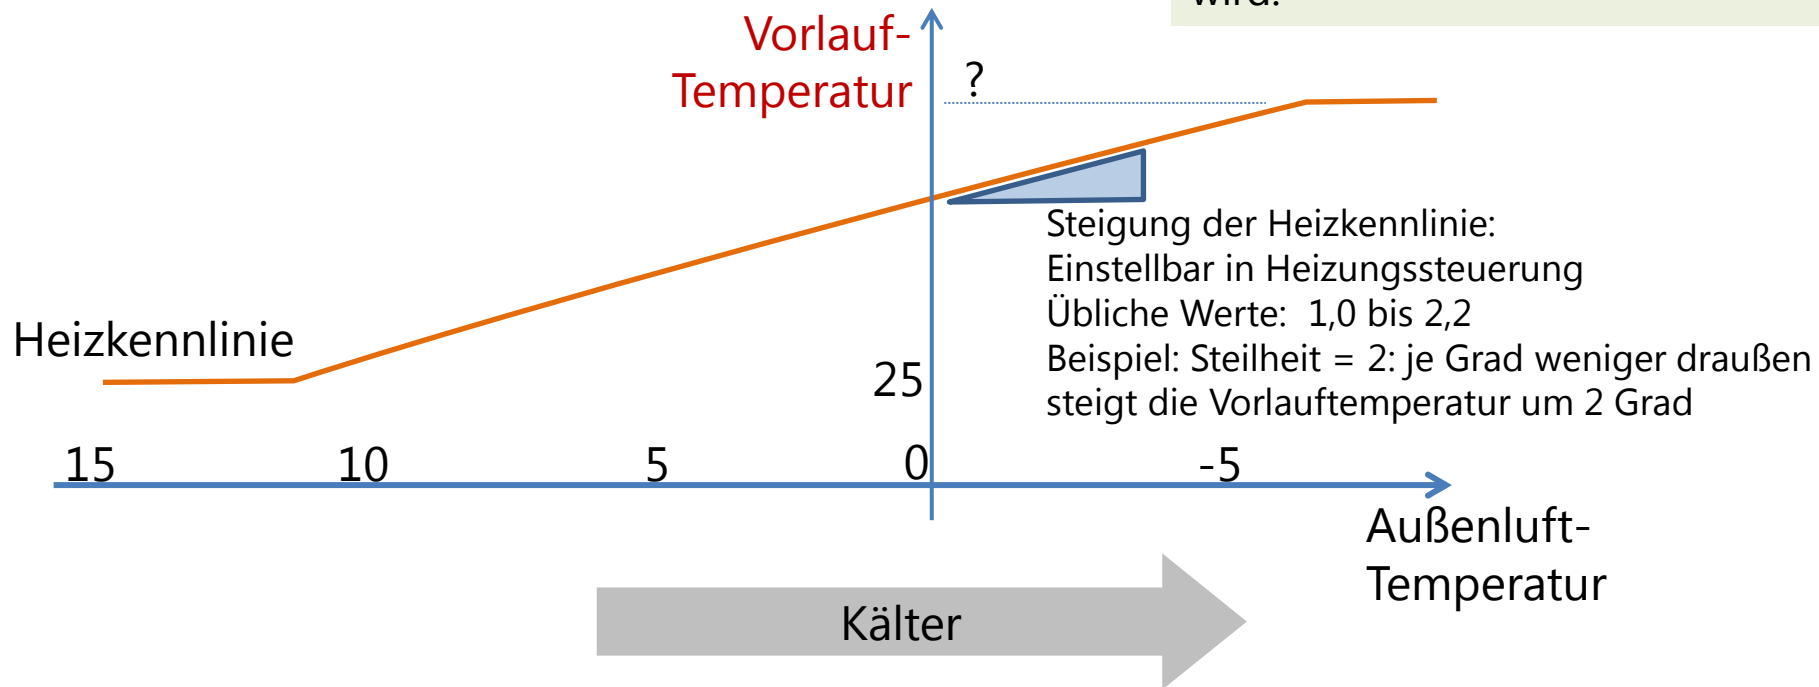 wird.
Vorlauf-
Temperatur
?
Steigung der Heizkennlinie:
Einstellbar in Heizungssteuerung
Übliche Werte:  1,0 bis 2,2
Beispiel: Steilheit = 2: je Grad weniger draußen
steigt die Vorlauftemperatur um 2 Grad
Heizkennlinie
25
15 10 5 0 -5
Außenluft-
Temperatur
Kälter